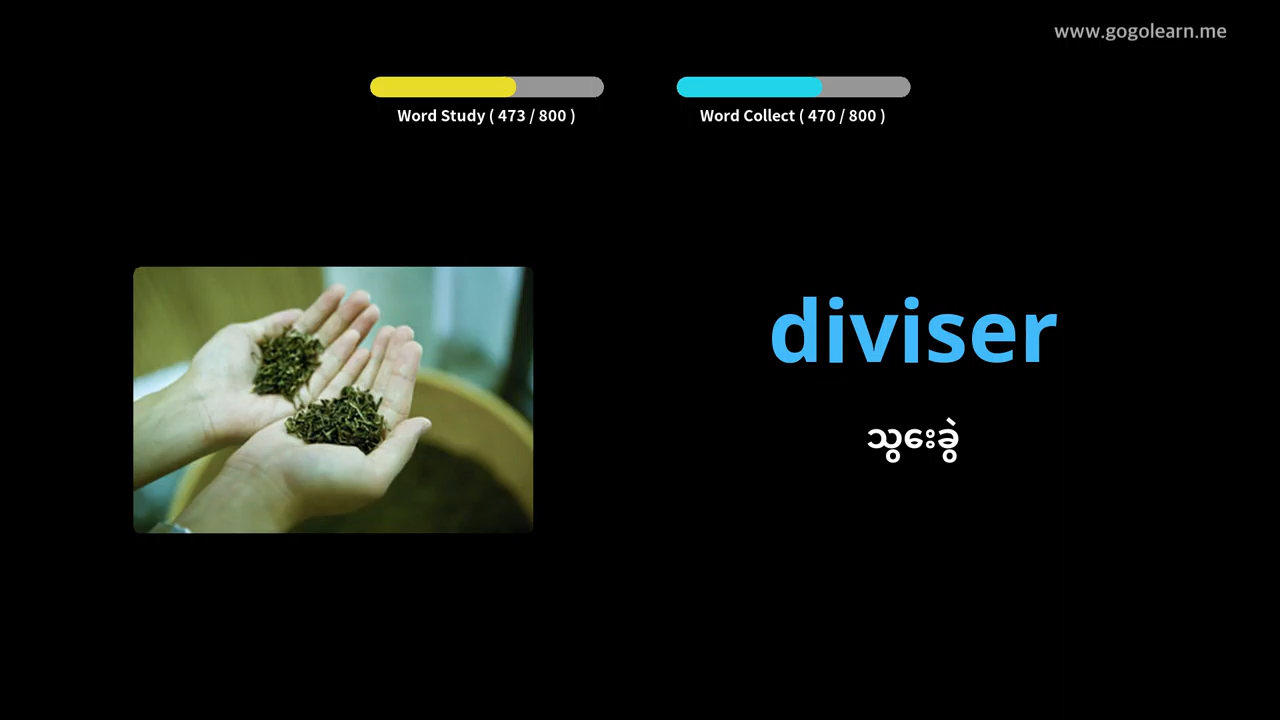 www.gogolearn.me
Word Study ( 473 / 800 )
Word Collect ( 470 / 800 )
diviser
သွေးခွဲ